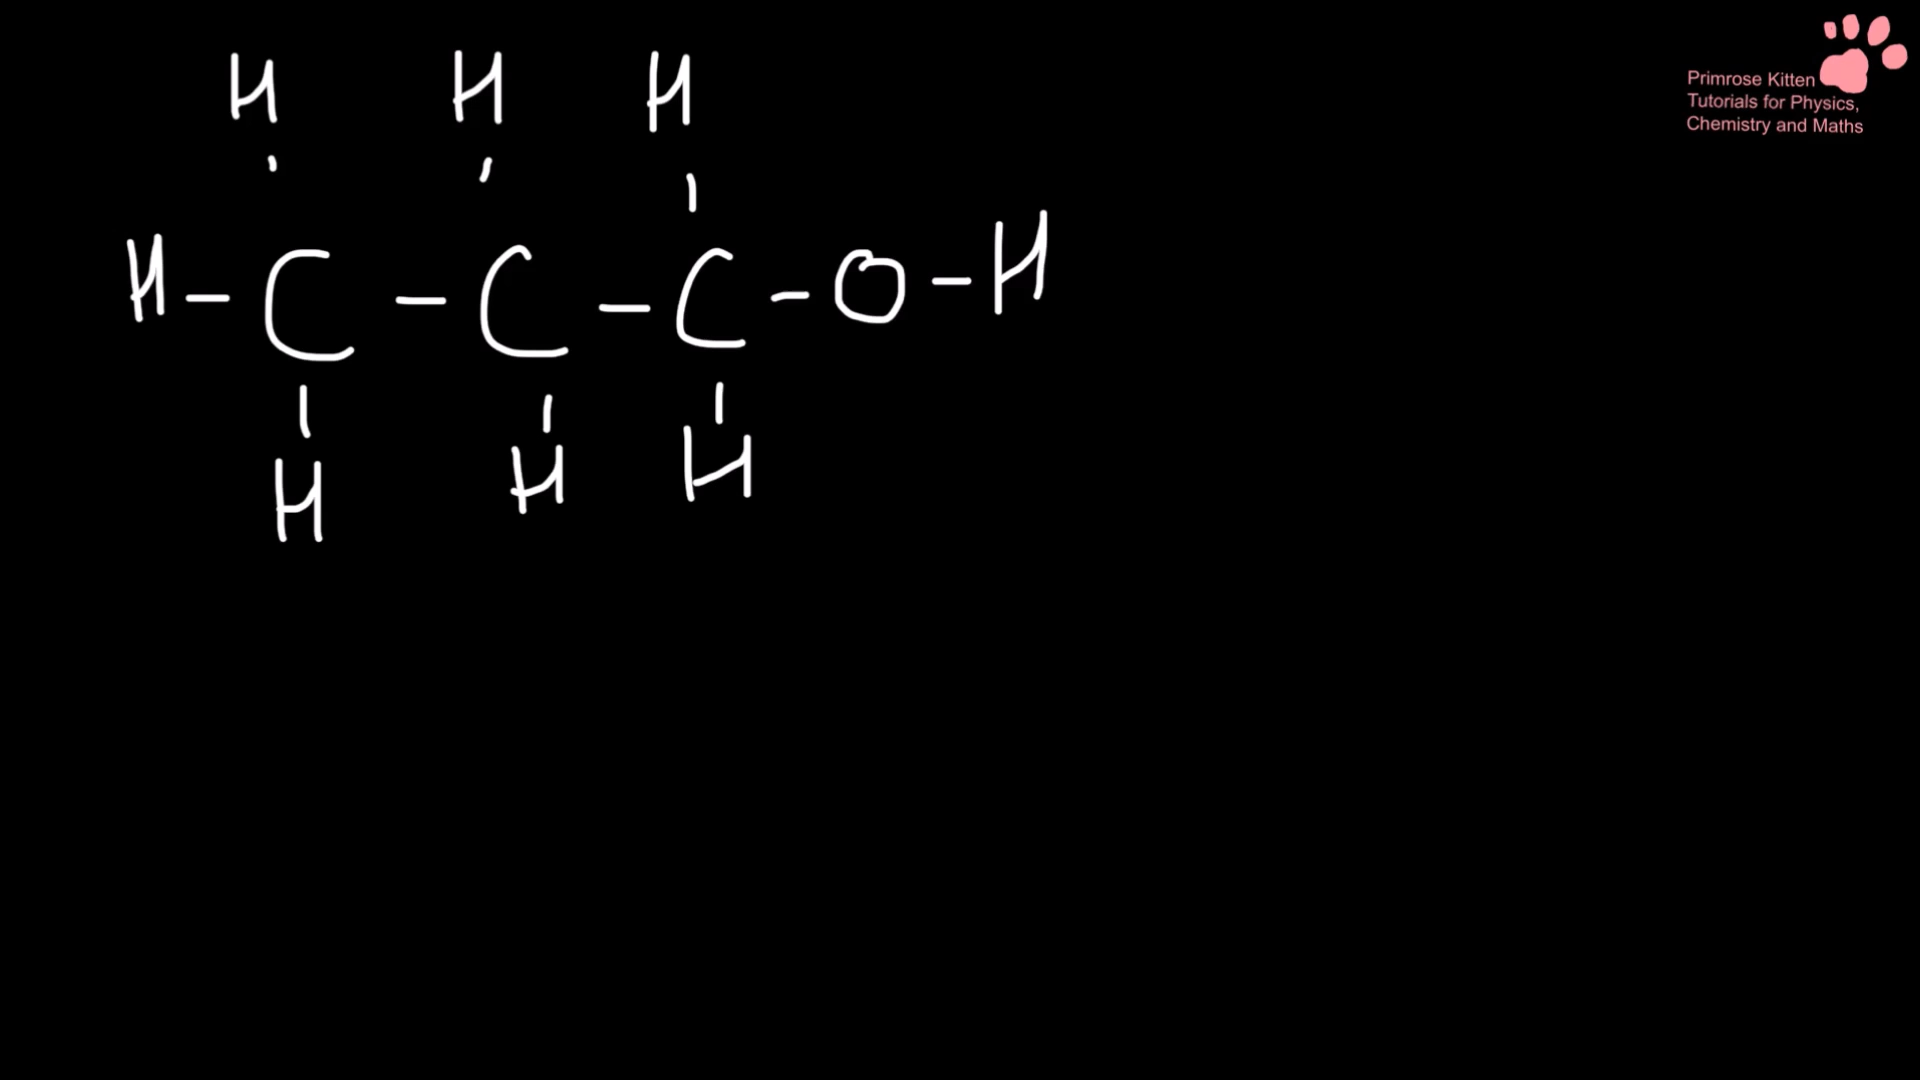 H H H
H-C-C-C-O-H
H H H
Primrose Kitten
Tutorials for Physics,
Chemistry and Maths